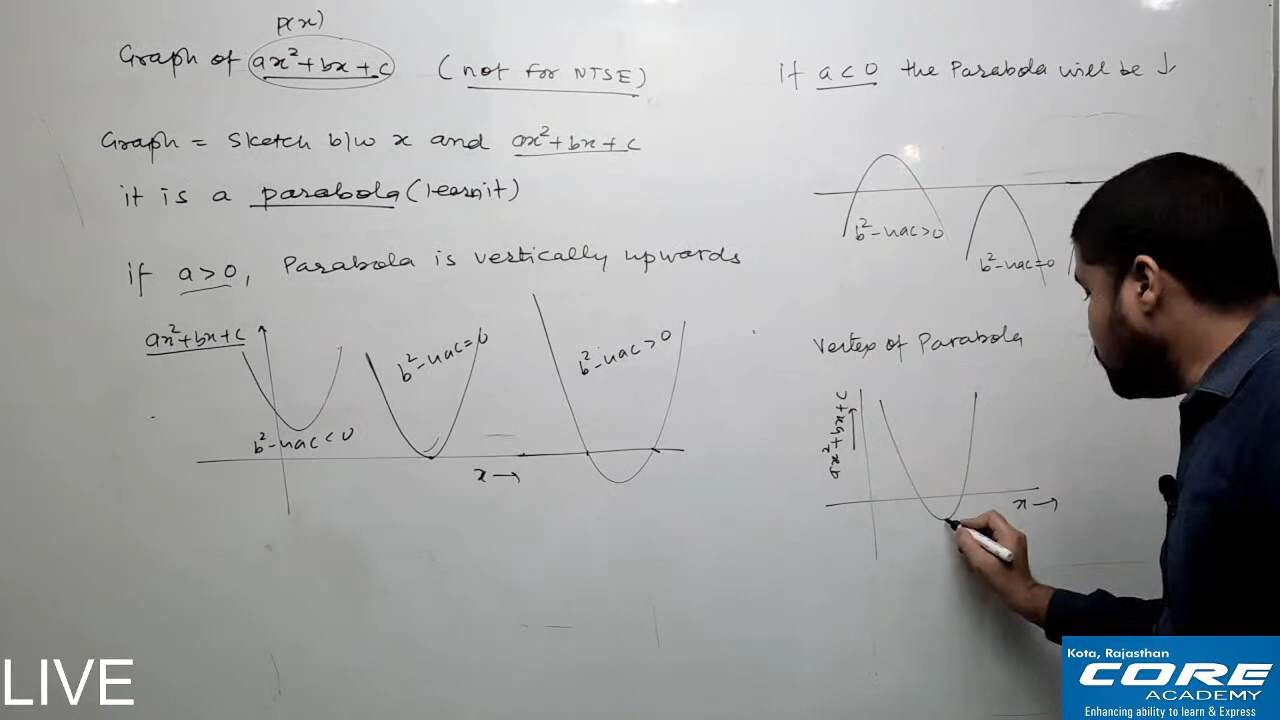 P(x)
Graph of ax²+bx+c (not for NTSE)
Graph = Sketch b/w x and ax²+bx+c
it is a parabola (learn it)
if a>0, Parabola is vertically upwards
ax²+bx+c
b²-4ac<0
b²-4ac=0
b²-4ac>0
x→
if a<0 the Parabola will be ↓
b²-4ac>0
b²-4ac=0
Vertex of Parabola
ax²+bx+c
x→
LIVE
Kota, Rajasthan
CORE
ACADEMY
Enhancing ability to learn & Express